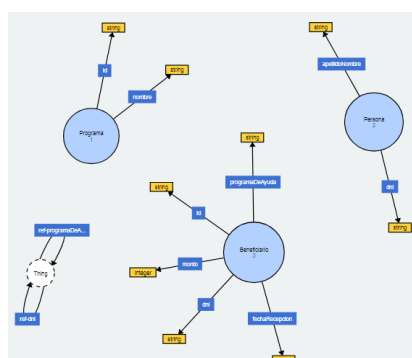 string
string
id
apellidoNombre
string
nombre
Programa
1
Persona
2
string
programaDeAyuda
dni
string
id
string
ref-programaDeA...
Beneficiario
3
monto
Thing
integer
dni
fechaRecepcion
ref-dni
string
string